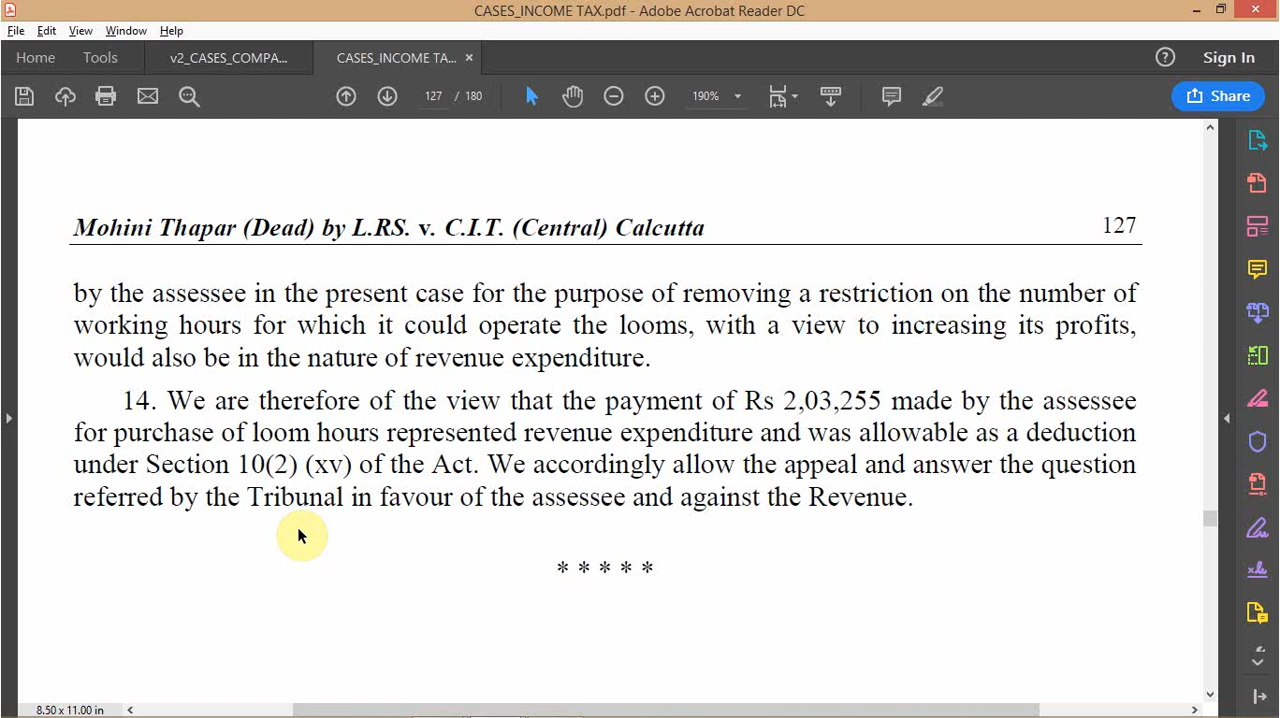 CASES_INCOME TAX.pdf - Adobe Acrobat Reader DC
File Edit View Window Help
Home Tools v2_CASES_COMPA... CASES_INCOME TA... ×
Sign In
127 / 180 190% Share
Mohini Thapar (Dead) by L.RS. v. C.I.T. (Central) Calcutta 127
by the assessee in the present case for the purpose of removing a restriction on the number of
working hours for which it could operate the looms, with a view to increasing its profits,
would also be in the nature of revenue expenditure.
14. We are therefore of the view that the payment of Rs 2,03,255 made by the assessee
for purchase of loom hours represented revenue expenditure and was allowable as a deduction
under Section 10(2) (xv) of the Act. We accordingly allow the appeal and answer the question
referred by the Tribunal in favour of the assessee and against the Revenue.
* * * * *
8.50 x 11.00 in